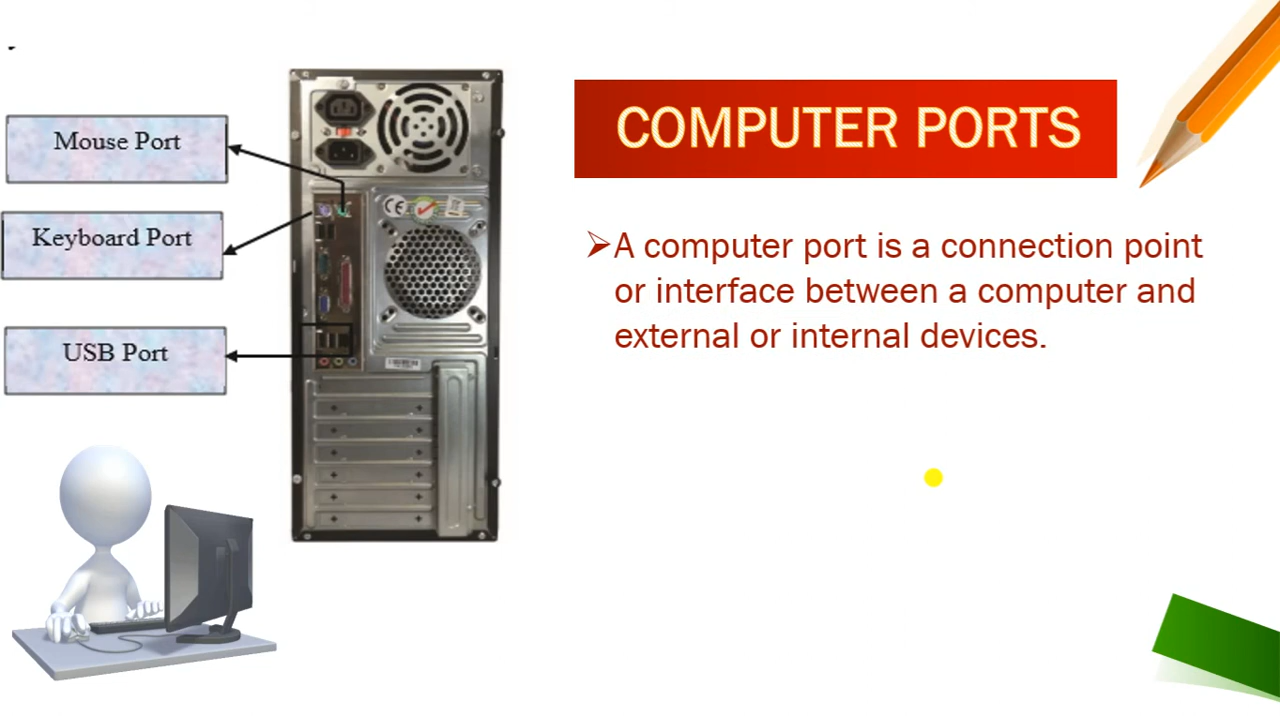 COMPUTER PORTS
Mouse Port
Keyboard Port
USB Port
➢A computer port is a connection point
or interface between a computer and
external or internal devices.
CE